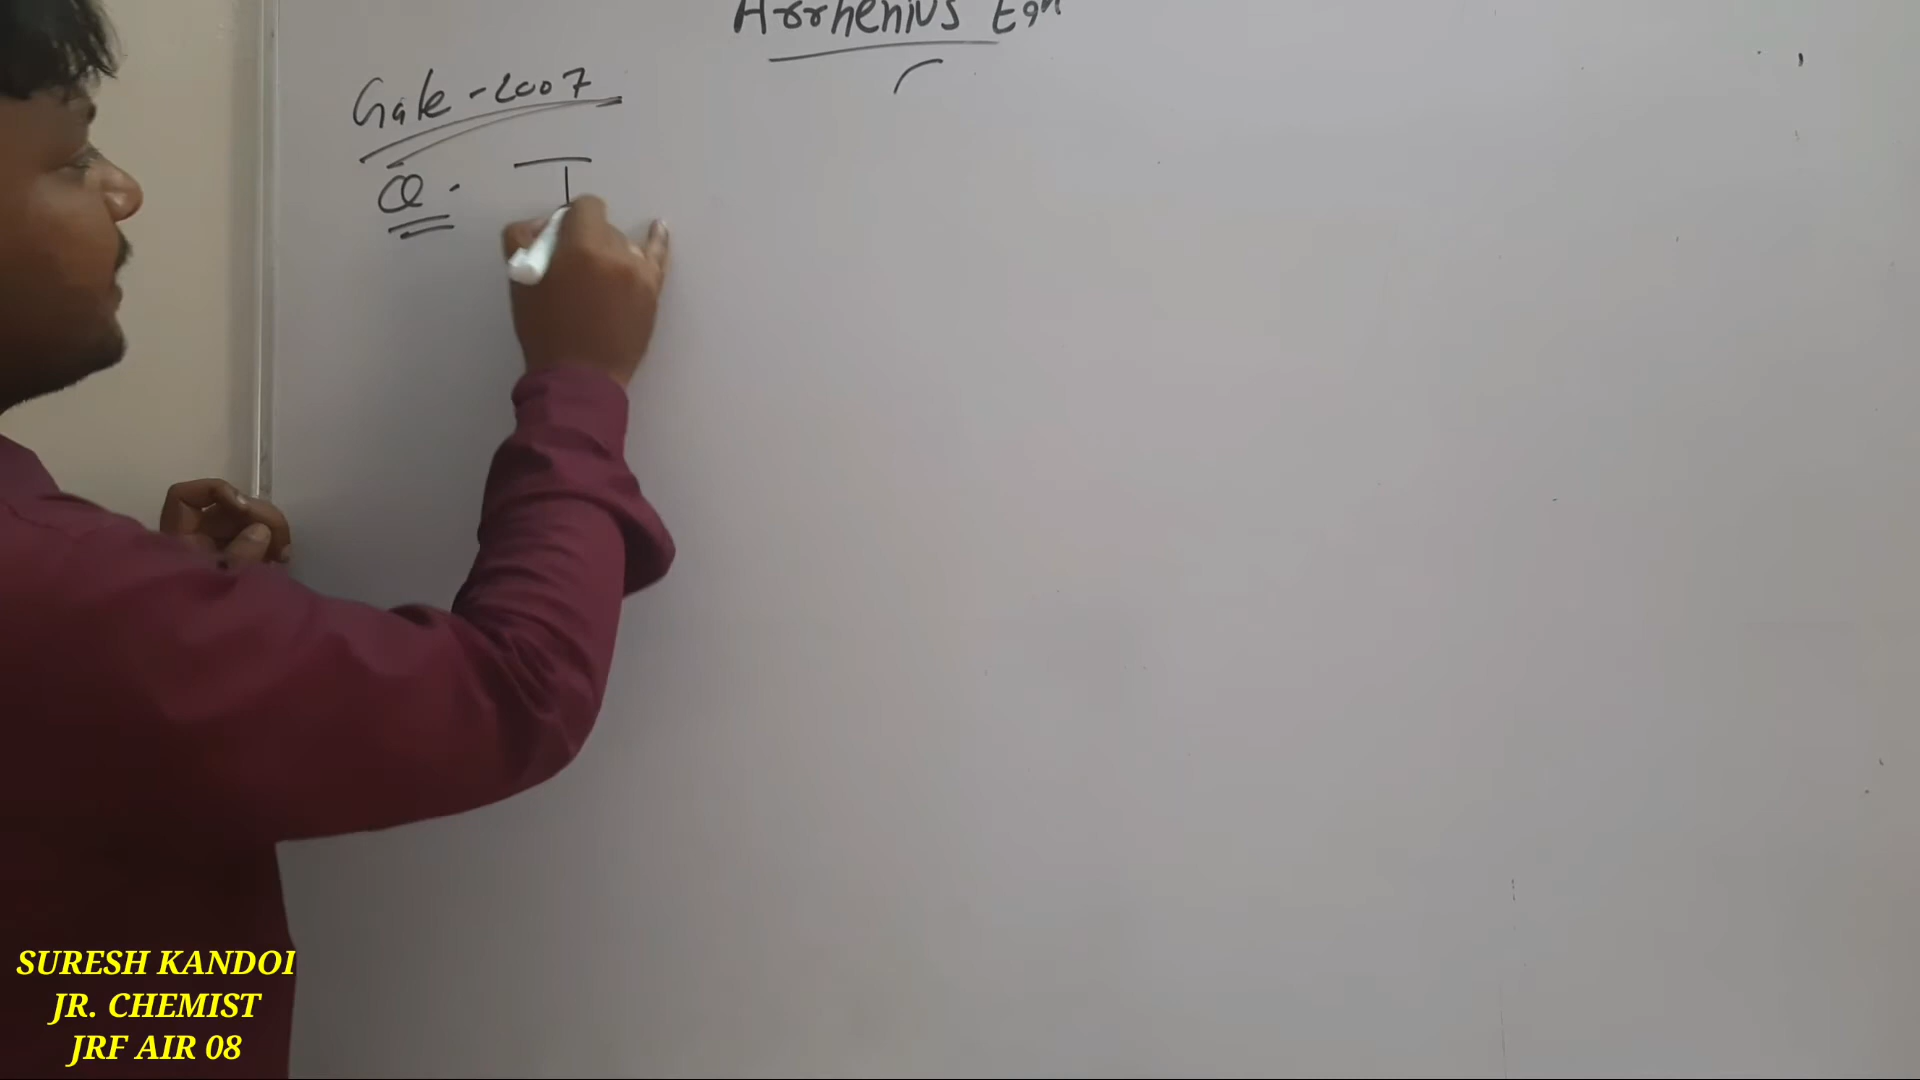 Arrhenius Eqn
Gate - 2007
Q. T
SURESH KANDOI
JR. CHEMIST
JRF AIR 08